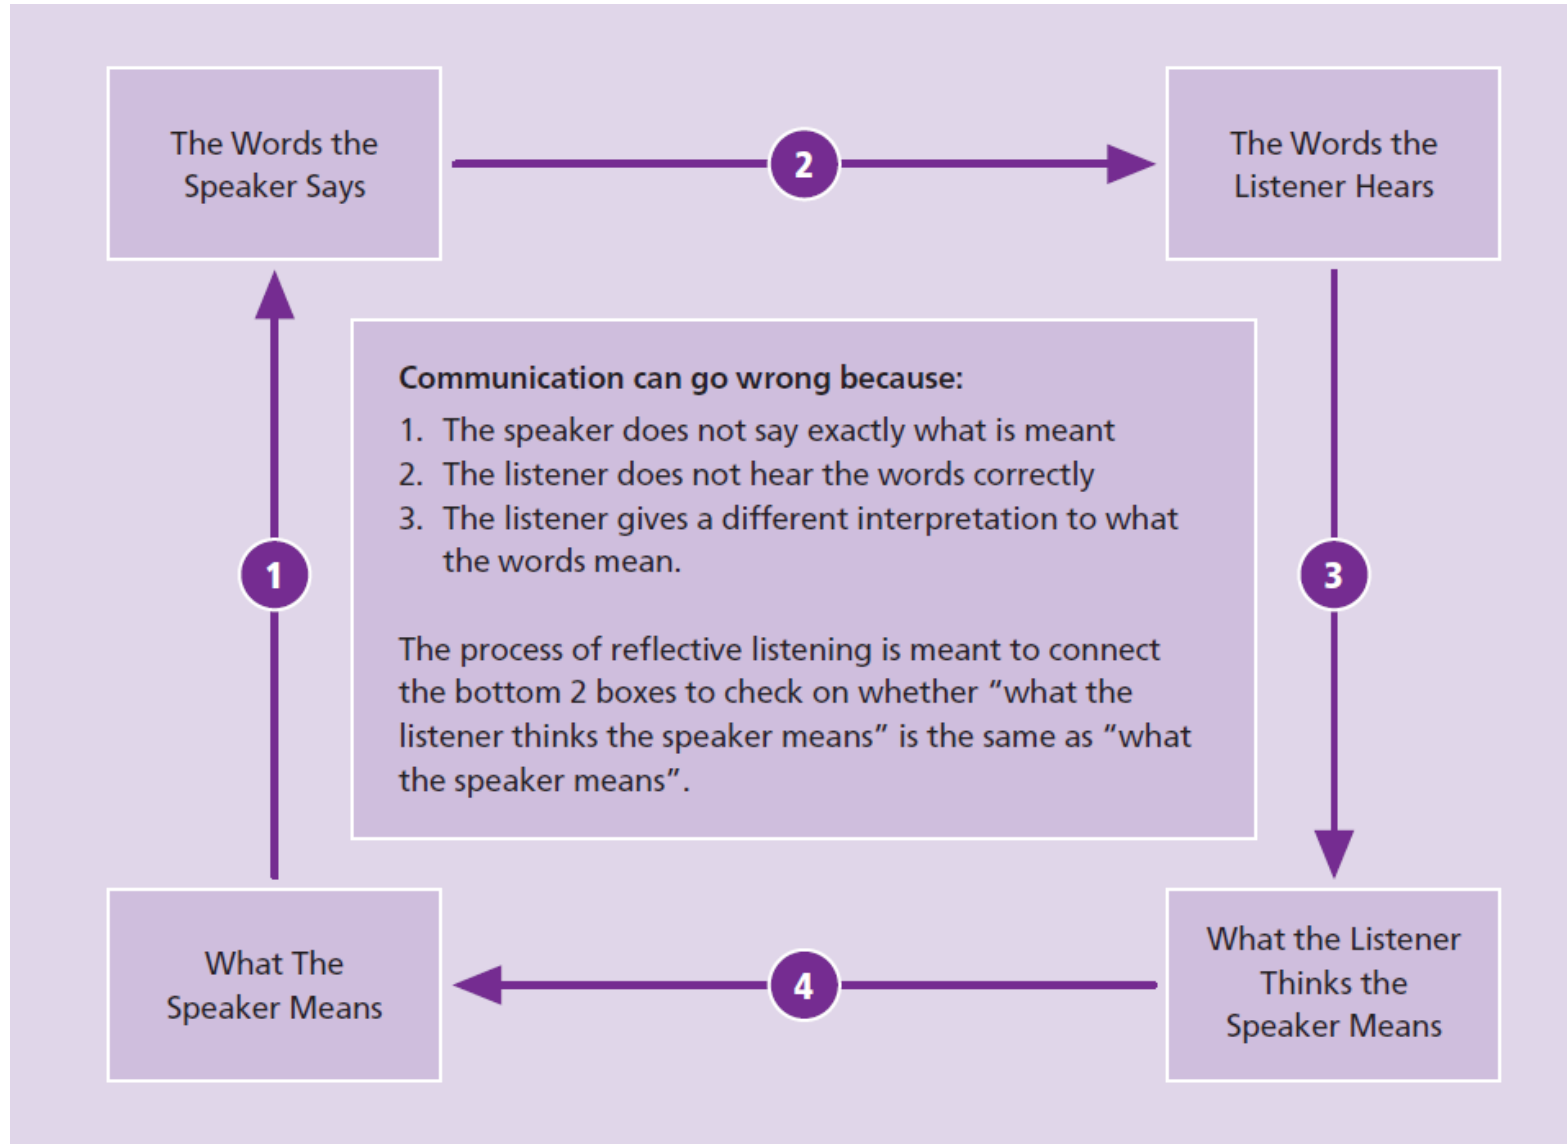 The Words the
Speaker Says
2
The Words the
Listener Hears
Communication can go wrong because:
1. The speaker does not say exactly what is meant
2. The listener does not hear the words correctly
3. The listener gives a different interpretation to what
the words mean.
The process of reflective listening is meant to connect
the bottom 2 boxes to check on whether “what the
listener thinks the speaker means” is the same as “what
the speaker means”.
1
3
What The
Speaker Means
4
What the Listener
Thinks the
Speaker Means